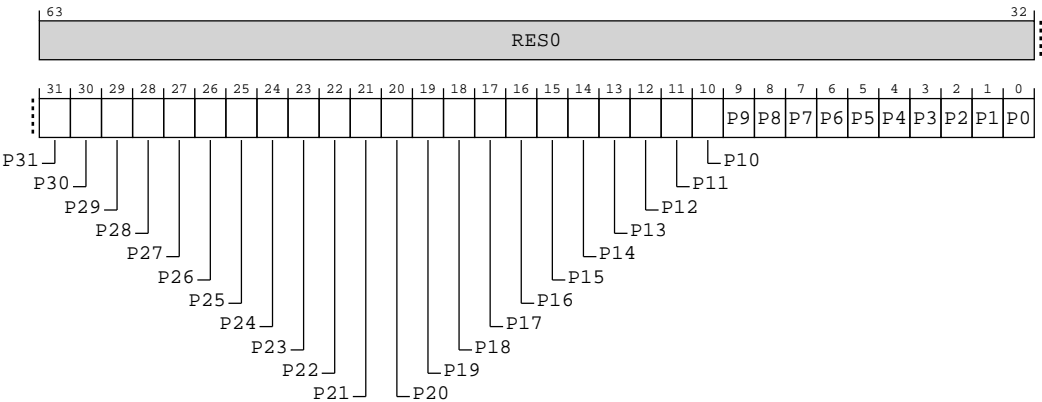 63 32
RES0
31 30 29 28 27 26 25 24 23 22 21 20 19 18 17 16 15 14 13 12 11 10 9 8 7 6 5 4 3 2 1 0
P9 P8 P7 P6 P5 P4 P3 P2 P1 P0
P31 P10
P30 P11
P29 P12
P28 P13
P27 P14
P26 P15
P25 P16
P24 P17
P23 P18
P22 P19
P21 P20